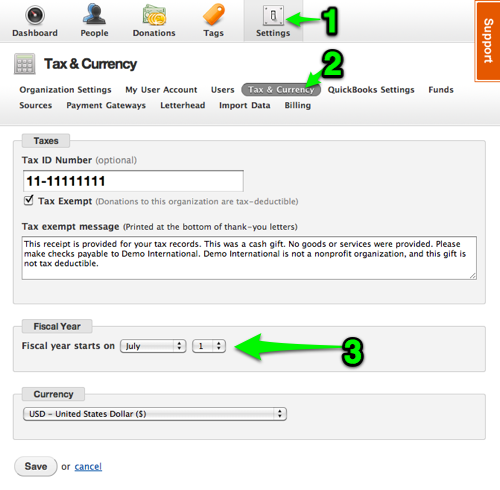 Dashboard People Donations Tags Settings 1
Support
Tax & Currency 2
Organization Settings My User Account Users Tax & Currency QuickBooks Settings Funds
Sources Payment Gateways Letterhead Import Data Billing
Taxes
Tax ID Number (optional)
11-11111111
Tax Exempt (Donations to this organization are tax-deductible)
Tax exempt message (Printed at the bottom of thank-you letters)
This receipt is provided for your tax records. This was a cash gift. No goods or services were provided. Please
make checks payable to Demo International. Demo International is not a nonprofit organization, and this gift is
not tax deductible.
Fiscal Year
Fiscal year starts on July 1 3
Currency
USD - United States Dollar ($)
Save or cancel